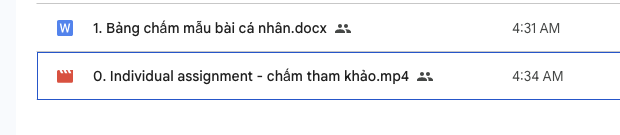 W 1. Bảng chấm mẫu bài cá nhân.docx 4:31 AM
0. Individual assignment - chấm tham khảo.mp4 4:34 AM